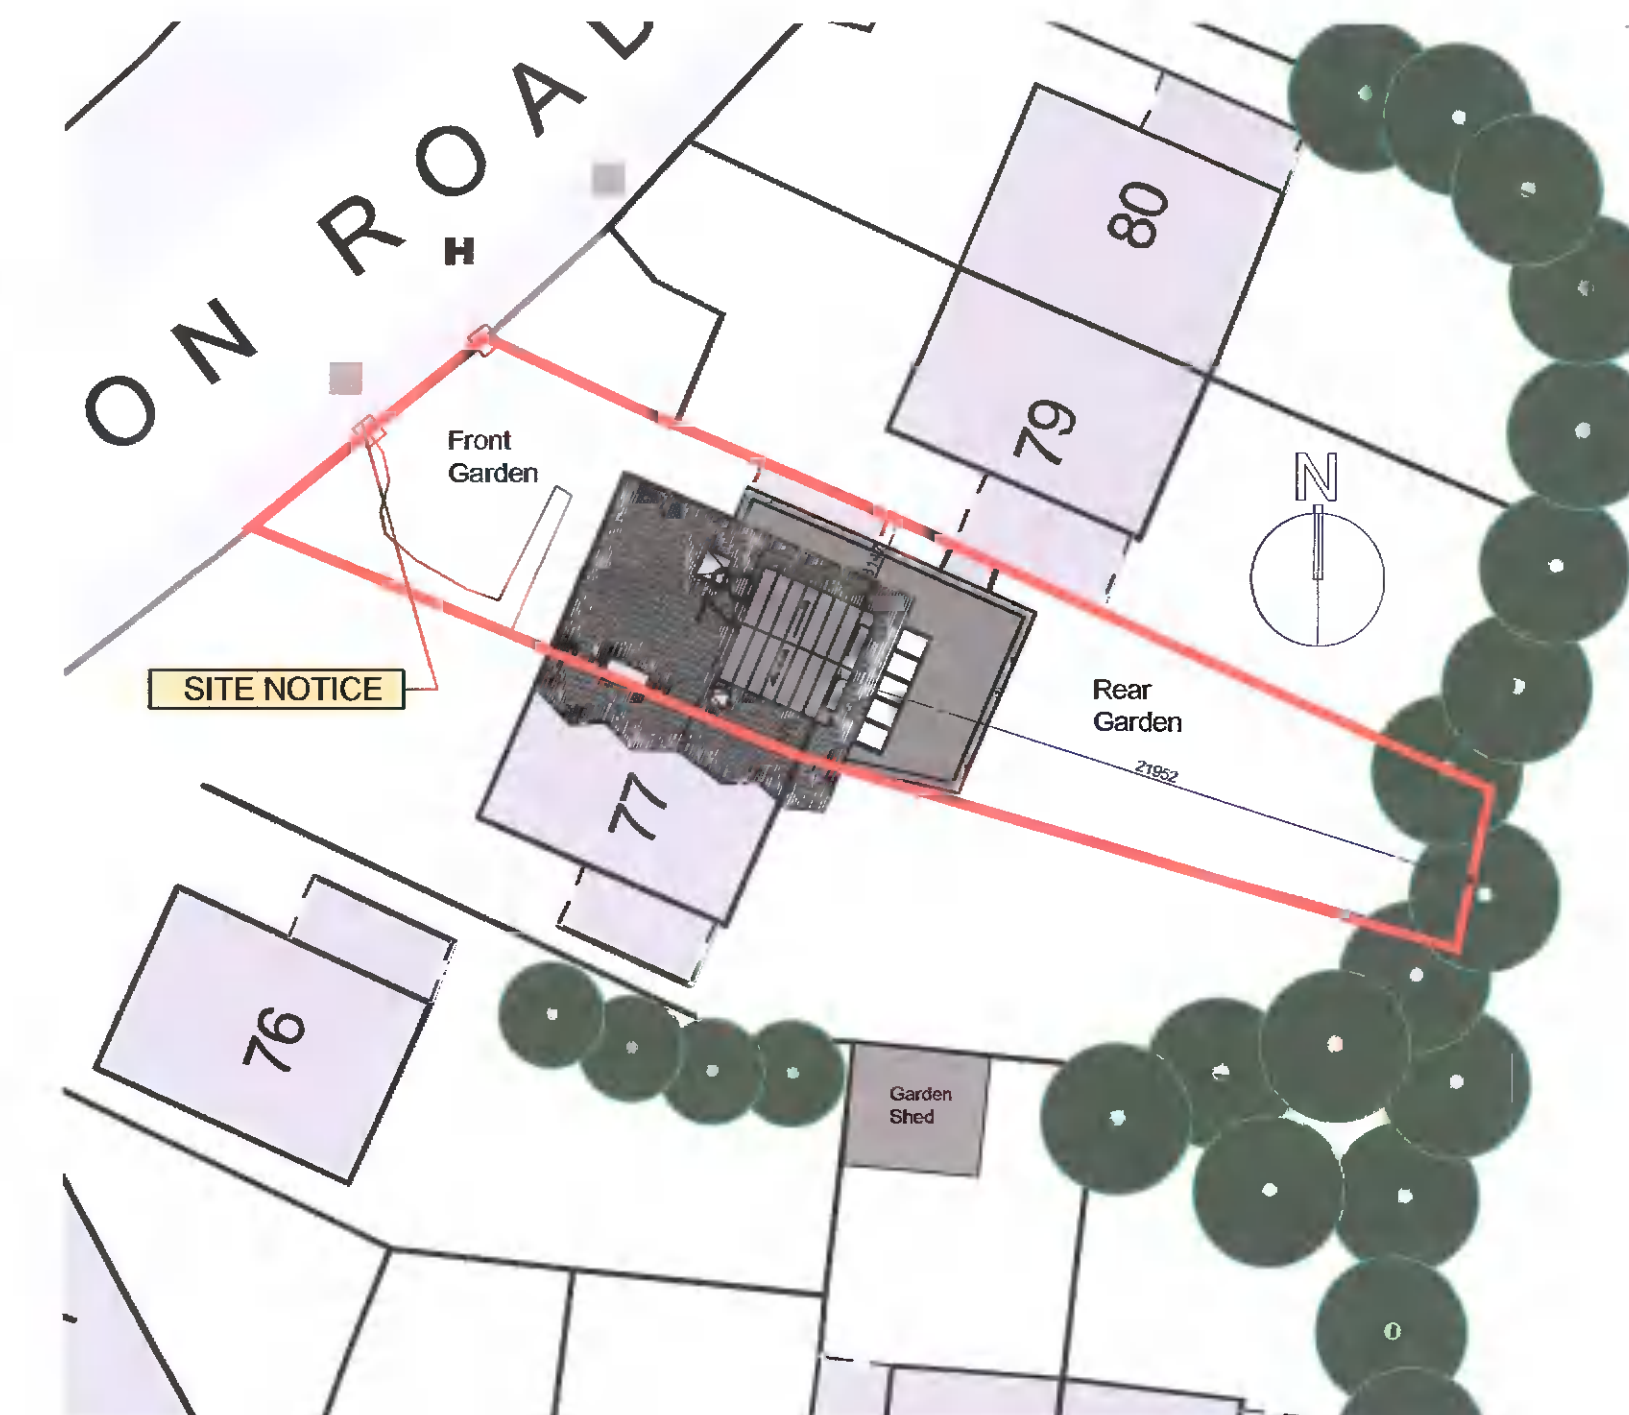 ON ROAD
H
80
79
N
Front
Garden
SITE NOTICE
Rear
Garden
21952
77
76
Garden
Shed